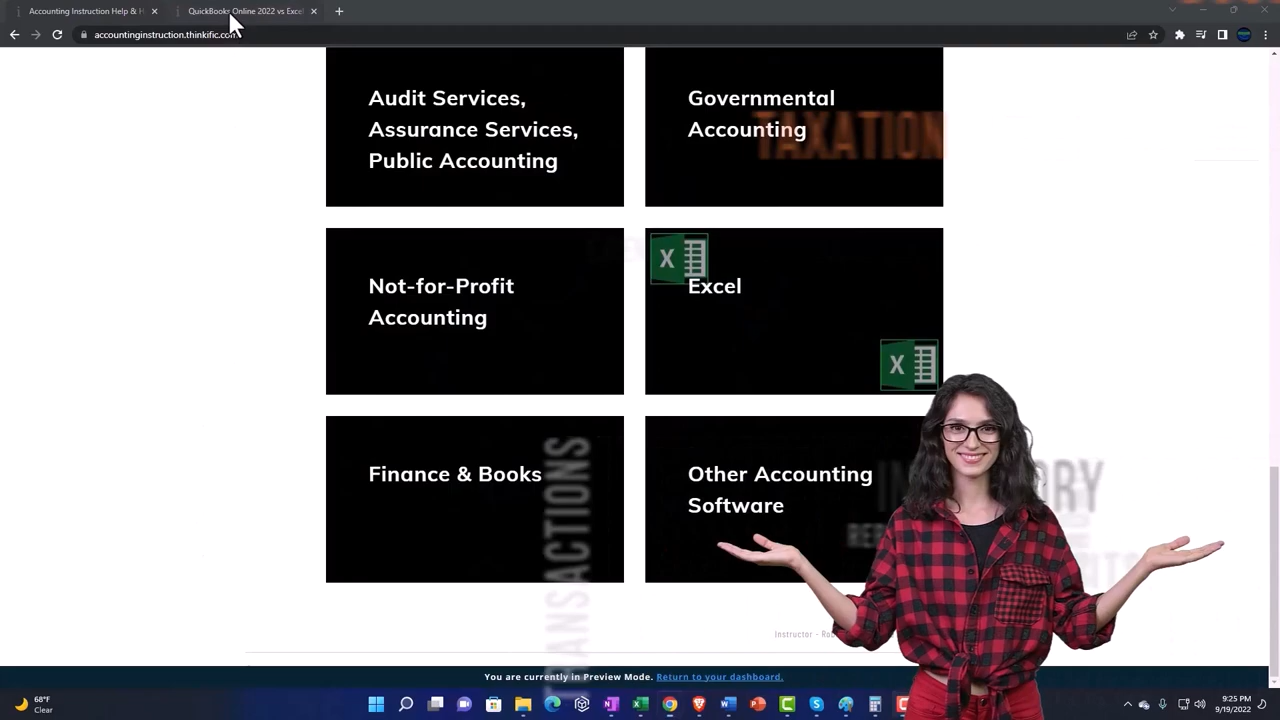 Accounting Instruction Help & H
QuickBooks Online 2022 vs Excel
accountinginstruction.thinkific.com
Audit Services,
Assurance Services,
Public Accounting
Governmental
Accounting
TAXATION
Not-for-Profit
Accounting
X
Excel
X
Finance & Books
TRANSACTIONS
Other Accounting
Software
Instructor -
You are currently in Preview Mode. Return to your dashboard.
68°F
Clear
9:25 PM
9/9/2022